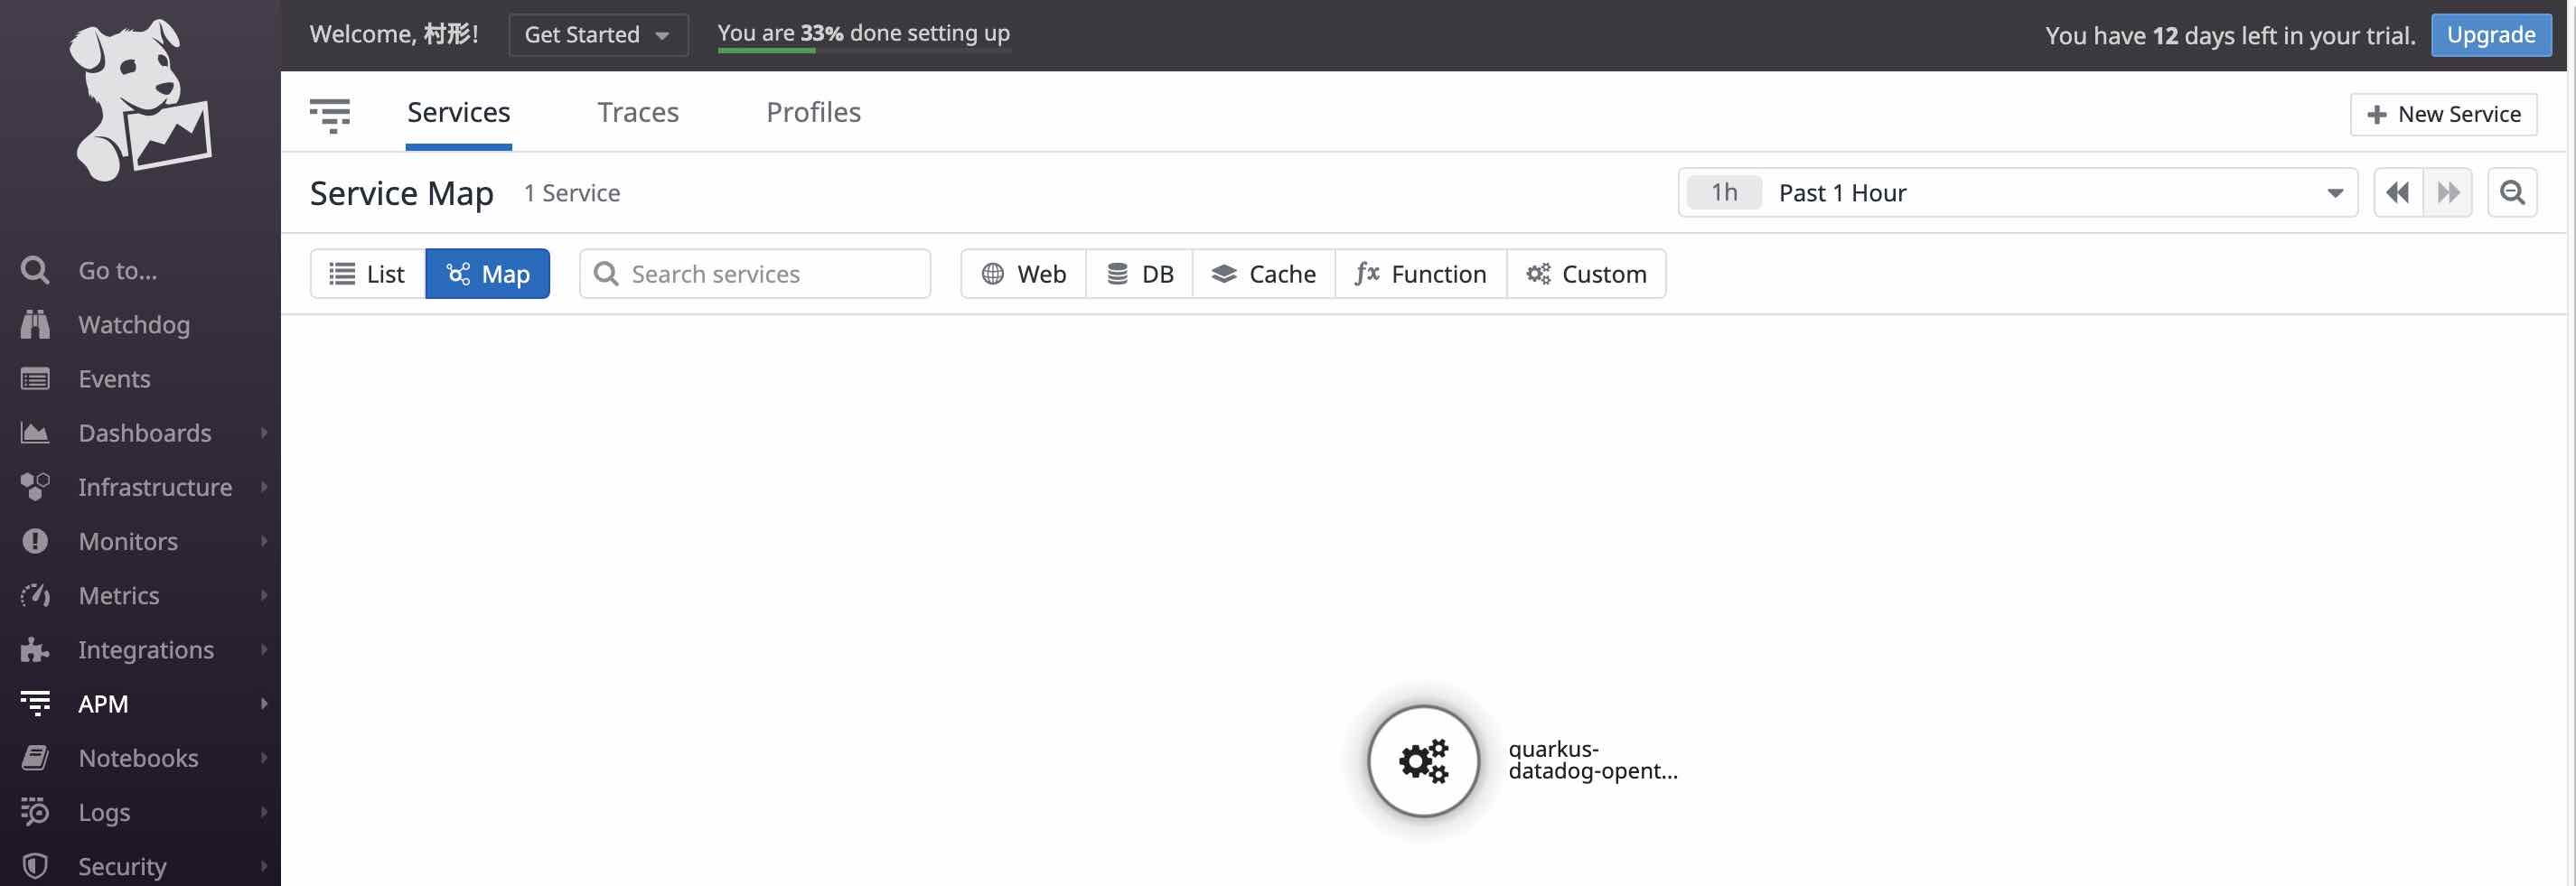 Welcome, 村形!
Get Started
You are 33% done setting up
You have 12 days left in your trial.
Upgrade
Services
Traces
Profiles
New Service
Service Map
1 Service
1h
Past 1 Hour
List
Map
Search services
Web
DB
Cache
Function
Custom
Go to...
Watchdog
Events
Dashboards
Infrastructure
Monitors
Metrics
Integrations
APM
Notebooks
Logs
Security
quarkus-
datadog-opent...